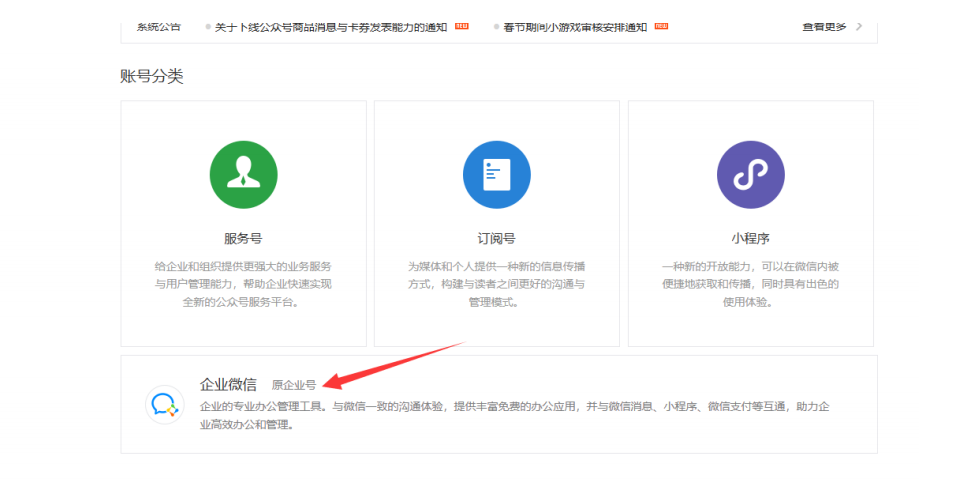 系统公告 关于下线公众号商品消息与卡券发表能力的通知 春节期间小游戏审核安排通知 查看更多
账号分类
服务号
给企业和组织提供更强大的业务服务
与用户管理能力，帮助企业快速实现
全新的公众号服务平台。
订阅号
为媒体和个人提供一种新的信息传播
方式，构建与读者之间更好的沟通与
管理模式。
小程序
一种新的开放能力，可以在微信内被
便捷地获取和传播，同时具有出色的
使用体验。
企业微信 原企业号
企业的专业办公管理工具。与微信一致的沟通体验，提供丰富免费的办公应用，并与微信消息、小程序、微信支付等互通，助力企
业高效办公和管理。